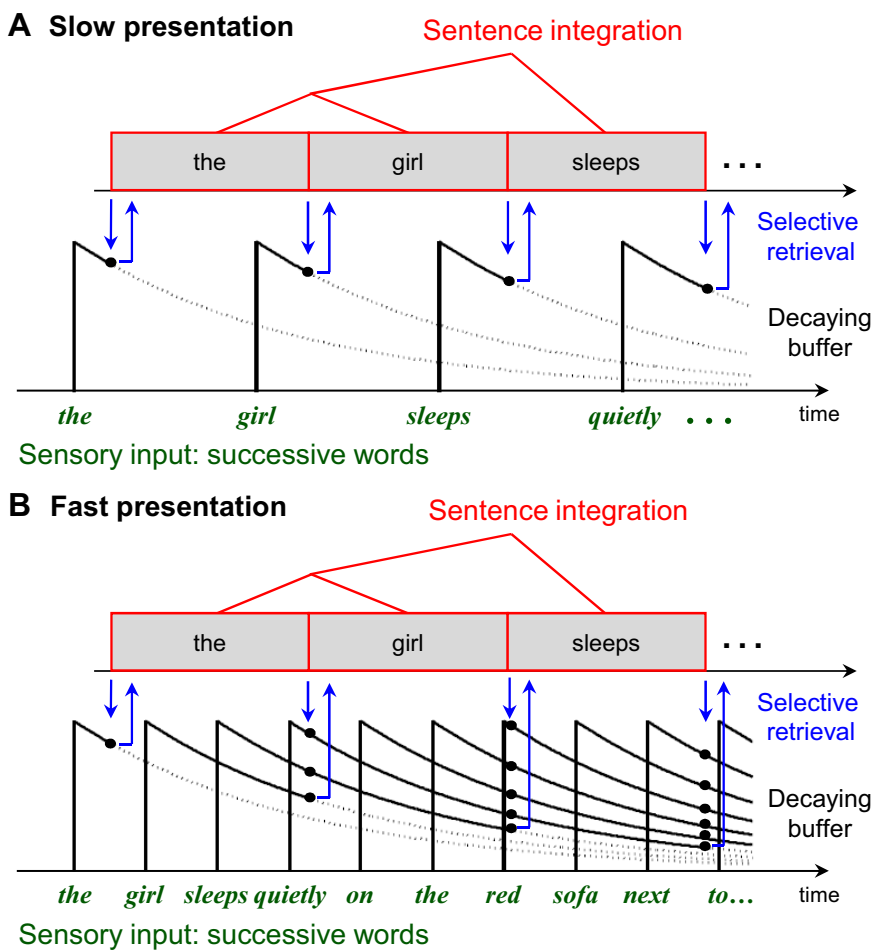 A Slow presentation
Sentence integration
the girl sleeps ...
Selective
retrieval
Decaying
buffer
the girl sleeps quietly ... time
Sensory input: successive words
B Fast presentation
Sentence integration
the girl sleeps ...
Selective
retrieval
Decaying
buffer
the girl sleeps quietly on the red sofa next to... time
Sensory input: successive words